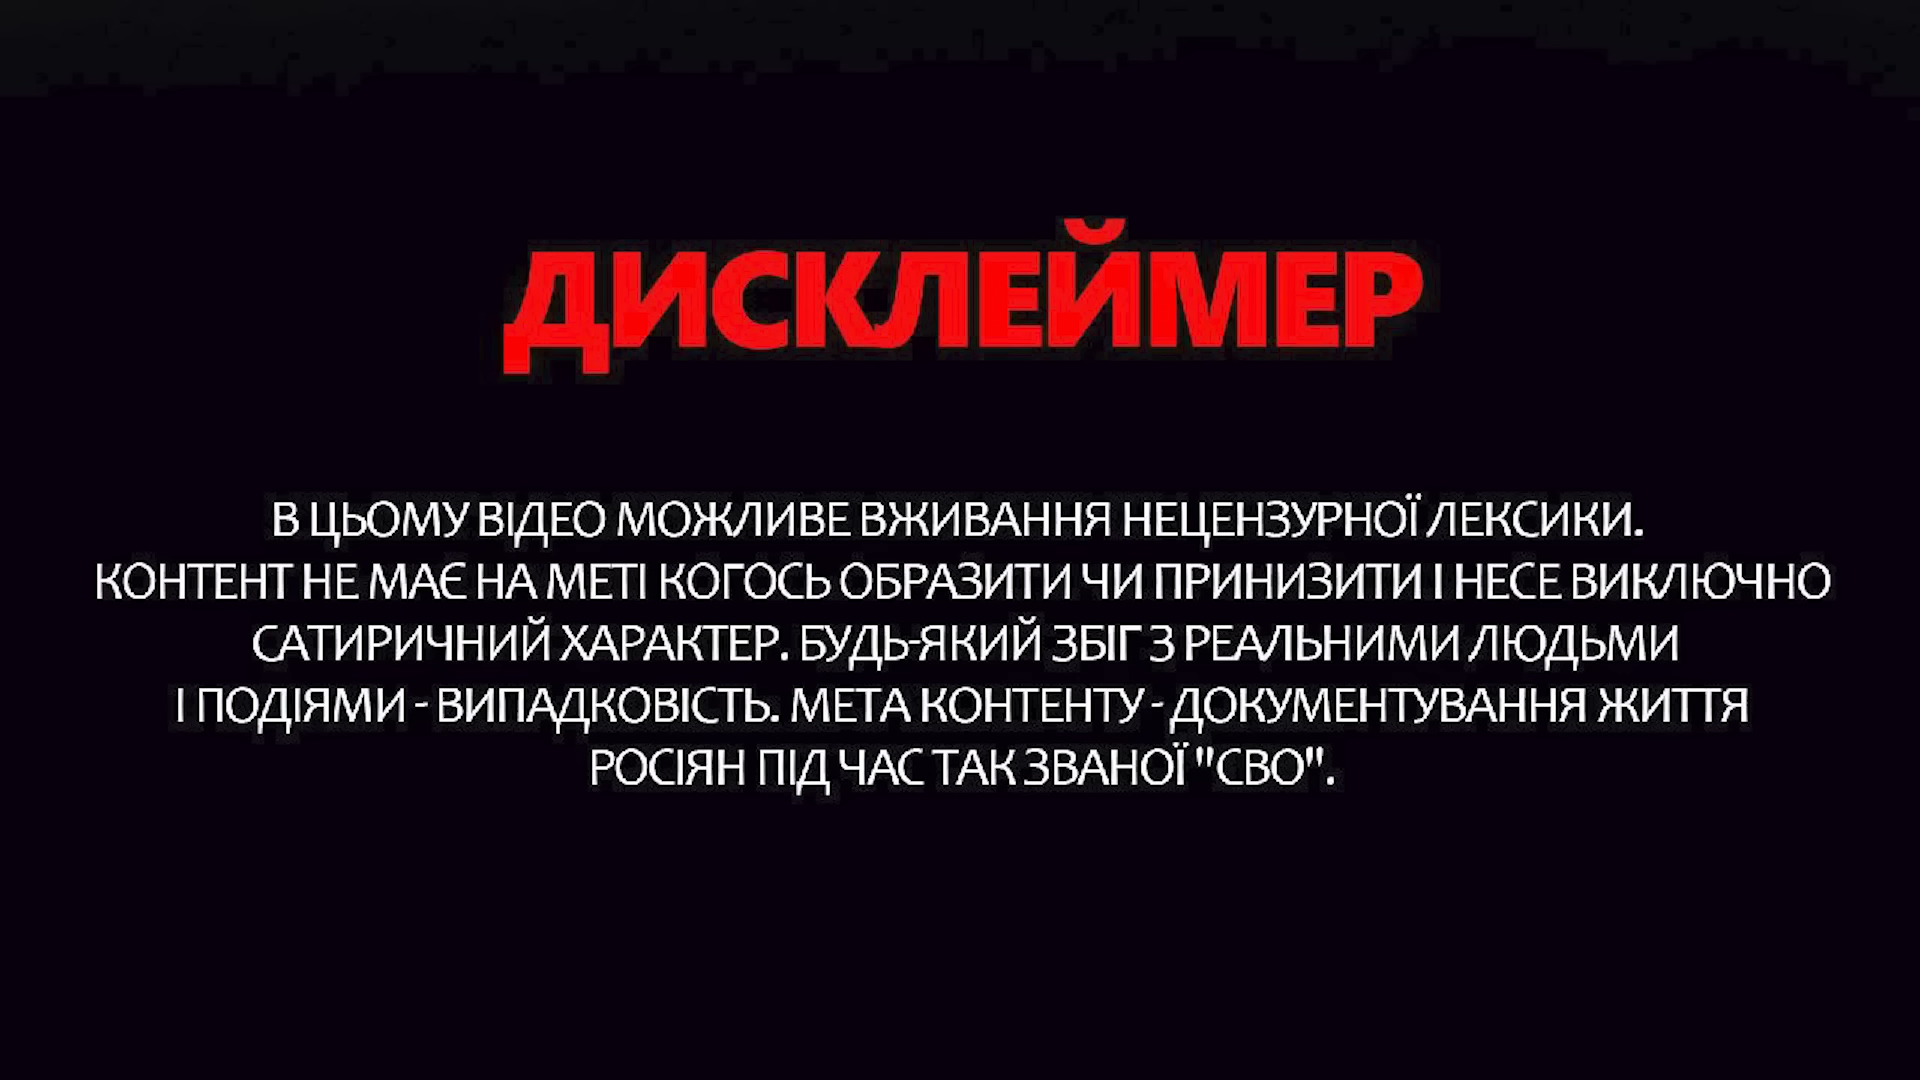 ДИСКЛЕЙМЕР
В ЦЬОМУ ВІДЕО МОЖЛИВЕ ВЖИВАННЯ НЕЦЕНЗУРНОЇ ЛЕКСИКИ.
КОНТЕНТ НЕ МАЄ НА МЕТІ КОГОСЬ ОБРАЗИТИ ЧИ ПРИНИЗИТИ І НЕСЕ ВИКЛЮЧНО
САТИРИЧНИЙ ХАРАКТЕР. БУДЬ-ЯКИЙ ЗБІГ З РЕАЛЬНИМИ ЛЮДЬМИ
І ПОДІЯМИ - ВИПАДКОВІСТЬ. МЕТА КОНТЕНТУ - ДОКУМЕНТУВАННЯ ЖИТТЯ
РОСІЯН ПІД ЧАС ТАК ЗВАНОЇ "СВО".